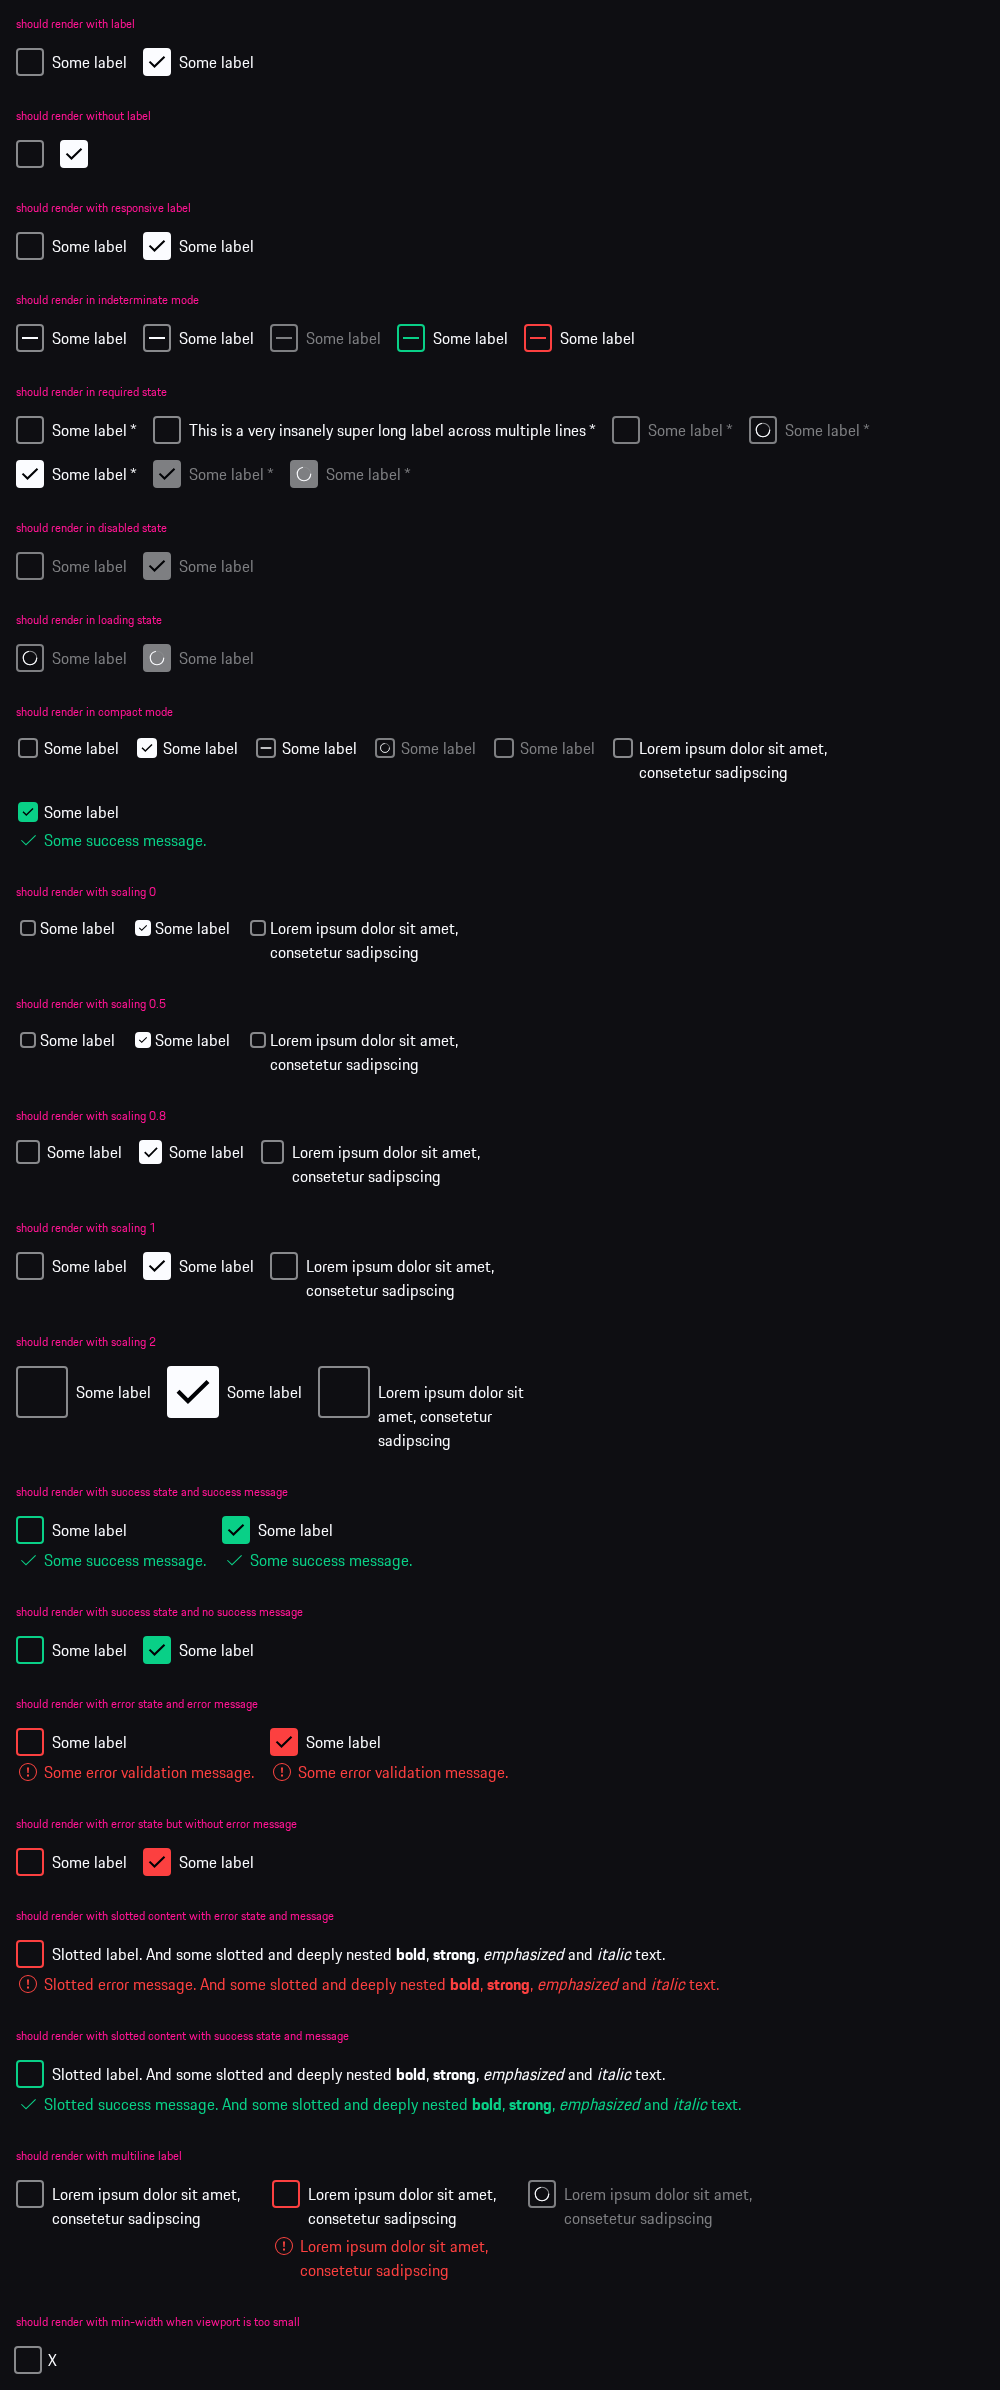 should render with label
Some label Some label
should render without label
should render with responsive label
Some label Some label
should render in indeterminate mode
Some label Some label Some label Some label Some label
should render in required state
Some label * This is a very insanely super long label across multiple lines * Some label * Some label *
Some label * Some label * Some label *
should render in disabled state
Some label Some label
should render in loading state
Some label Some label
should render in compact mode
Some label Some label Some label Some label Some label Lorem ipsum dolor sit amet,
consetetur sadipscing
Some label
Some success message.
should render with scaling 0
Some label Some label Lorem ipsum dolor sit amet,
consetetur sadipscing
should render with scaling 0.5
Some label Some label Lorem ipsum dolor sit amet,
consetetur sadipscing
should render with scaling 0.8
Some label Some label Lorem ipsum dolor sit amet,
consetetur sadipscing
should render with scaling 1
Some label Some label Lorem ipsum dolor sit amet,
consetetur sadipscing
should render with scaling 2
Some label Some label Lorem ipsum dolor sit
amet, consetetur
sadipscing
should render with success state and success message
Some label Some label
Some success message. Some success message.
should render with success state and no success message
Some label Some label
should render with error state and error message
Some label Some label
Some error validation message. Some error validation message.
should render with error state but without error message
Some label Some label
should render with slotted content with error state and message
Slotted label. And some slotted and deeply nested bold, strong, emphasized and italic text.
Slotted error message. And some slotted and deeply nested bold, strong, emphasized and italic text.
should render with slotted content with success state and message
Slotted label. And some slotted and deeply nested bold, strong, emphasized and italic text.
Slotted success message. And some slotted and deeply nested bold, strong, emphasized and italic text.
should render with multiline label
Lorem ipsum dolor sit amet, Lorem ipsum dolor sit amet, Lorem ipsum dolor sit amet,
consetetur sadipscing consetetur sadipscing consetetur sadipscing
Lorem ipsum dolor sit amet,
consetetur sadipscing
should render with min-width when viewport is too small
X